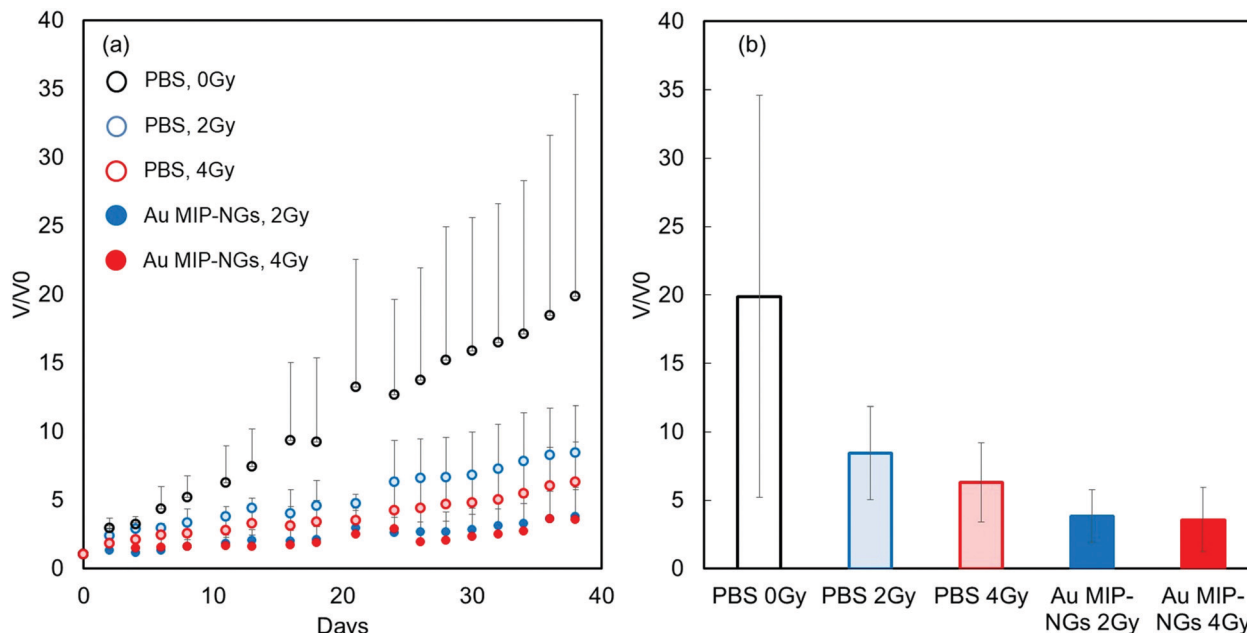 (a)
PBS, 0Gy
PBS, 2Gy
PBS, 4Gy
Au MIP-NGs, 2Gy
Au MIP-NGs, 4Gy
V/V0
40
35
30
25
20
15
10
5
0
0
10
20
30
40
Days
(b)
V/V0
40
35
30
25
20
15
10
5
0
PBS 0Gy
PBS 2Gy
PBS 4Gy
Au MIP-
NGs 2Gy
Au MIP-
NGs 4Gy